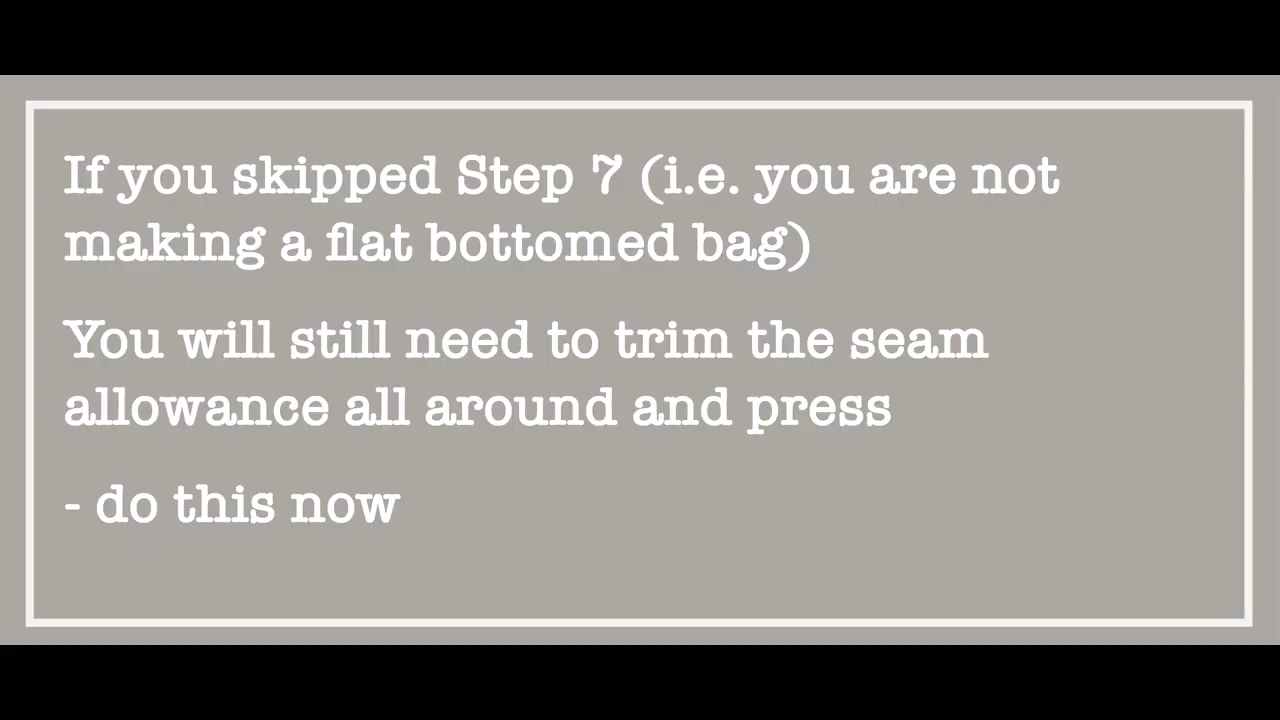 If you skipped Step 7 (i.e. you are not
making a flat bottomed bag)
You will still need to trim the seam
allowance all around and press
- do this now